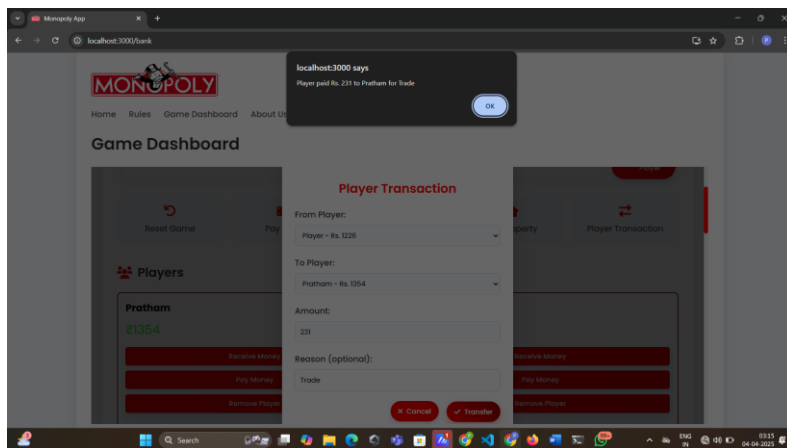 Monopoly App
localhost:3000/bank
localhost:3000 says
Player paid Rs. 231 to Pratham for Trade
OK
MONOPOLY
Home Rules Game Dashboard About Us
Game Dashboard
Player Transaction
From Player:
Reset Game
Pay
Player Transaction
Player - Rs. 1226
To Player:
Players
Pratham - Rs. 1354
Pratham
₹1354
Amount:
231
Receive Money
Receive Money
Reason (optional):
Pay Money
Pay Money
Trade
Remove Player
Remove Player
Cancel
Transfer
Search
ENG
IN
03:15
04-04-2025